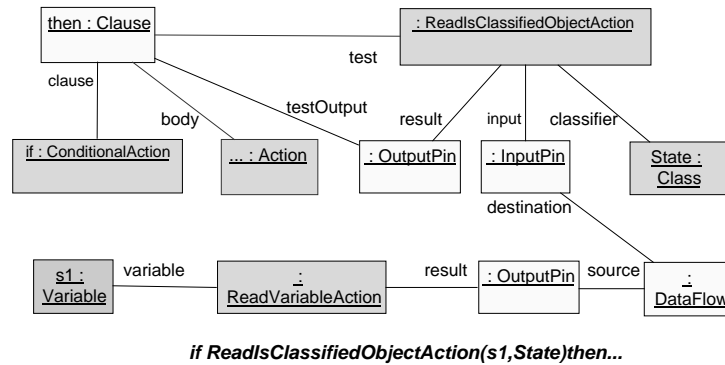 then : Clause
: ReadIsClassifiedObjectAction
test
clause
body
testOutput
result
input
classifier
if : ConditionalAction
... : Action
: OutputPin
: InputPin
State :
Class
destination
s1 :
Variable
variable
:
ReadVariableAction
result
: OutputPin
source
:
DataFlow
if ReadIsClassifiedObjectAction(s1,State)then...